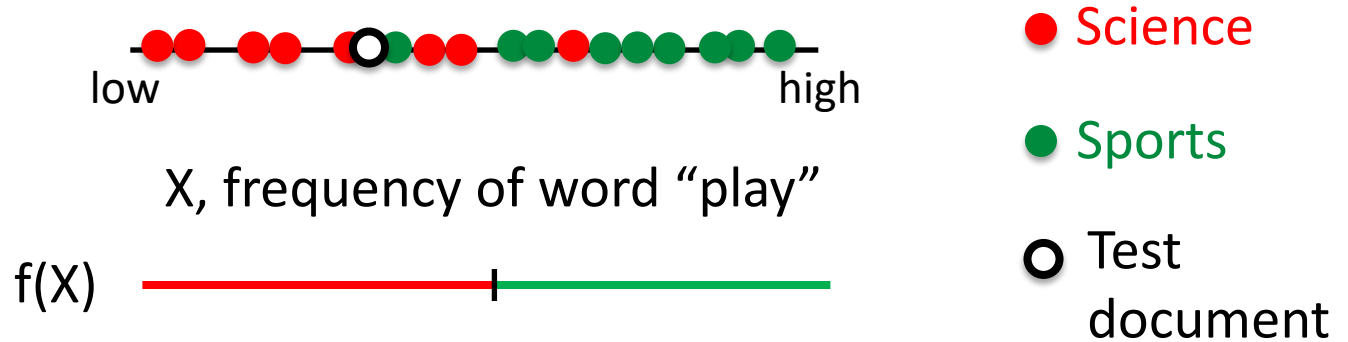 low
high
X, frequency of word “play”
f(X)
Science
Sports
Test
document